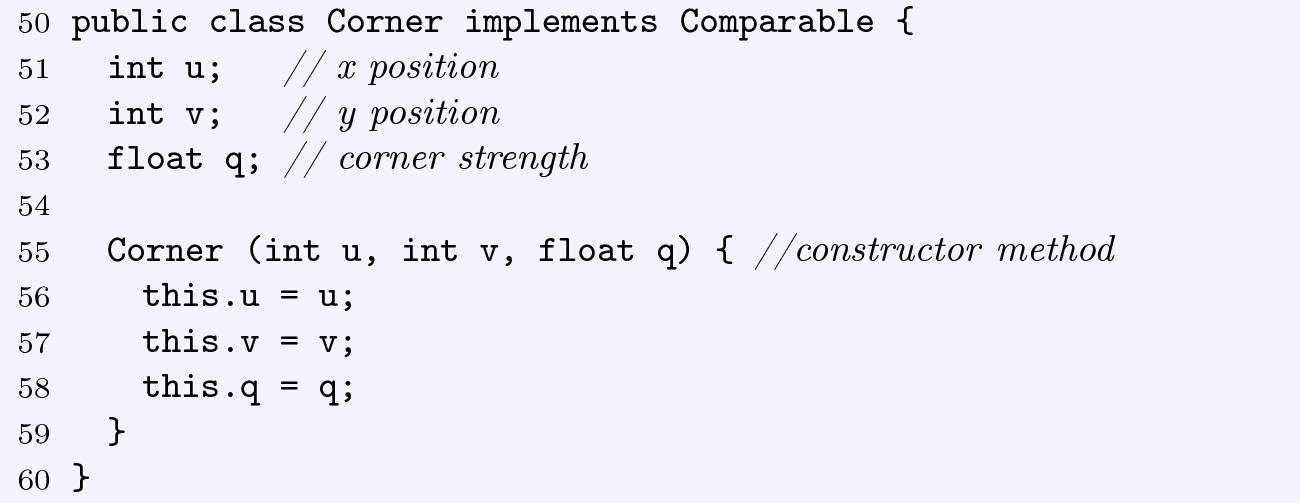 50 public class Corner implements Comparable {
51   int u;   // x position
52   int v;   // y position
53   float q; // corner strength
54
55   Corner (int u, int v, float q) { //constructor method
56     this.u = u;
57     this.v = v;
58     this.q = q;
59   }
60 }